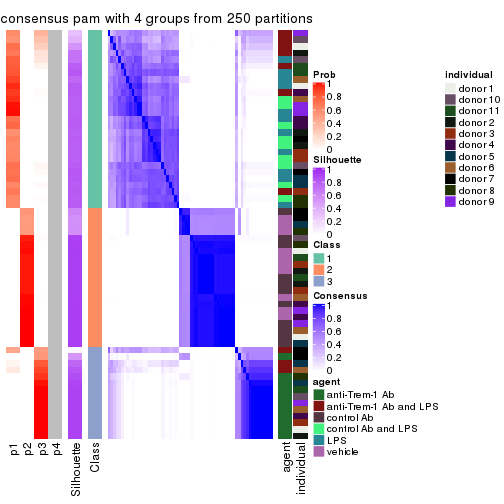 consensus pam with 4 groups from 250 partitions
Prob
1
0.8
0.6
0.4
0.2
0
Silhouette
1
0.8
0.6
0.4
0.2
0
Class
1
2
3
Consensus
1
0.8
0.6
0.4
0.2
0
agent
anti-Trem-1 Ab
anti-Trem-1 Ab and LPS
control Ab
control Ab and LPS
LPS
vehicle
individual
donor 1
donor 10
donor 11
donor 2
donor 3
donor 4
donor 5
donor 6
donor 7
donor 8
donor 9
p1
p2
p3
p4
Silhouette
Class
agent
individual